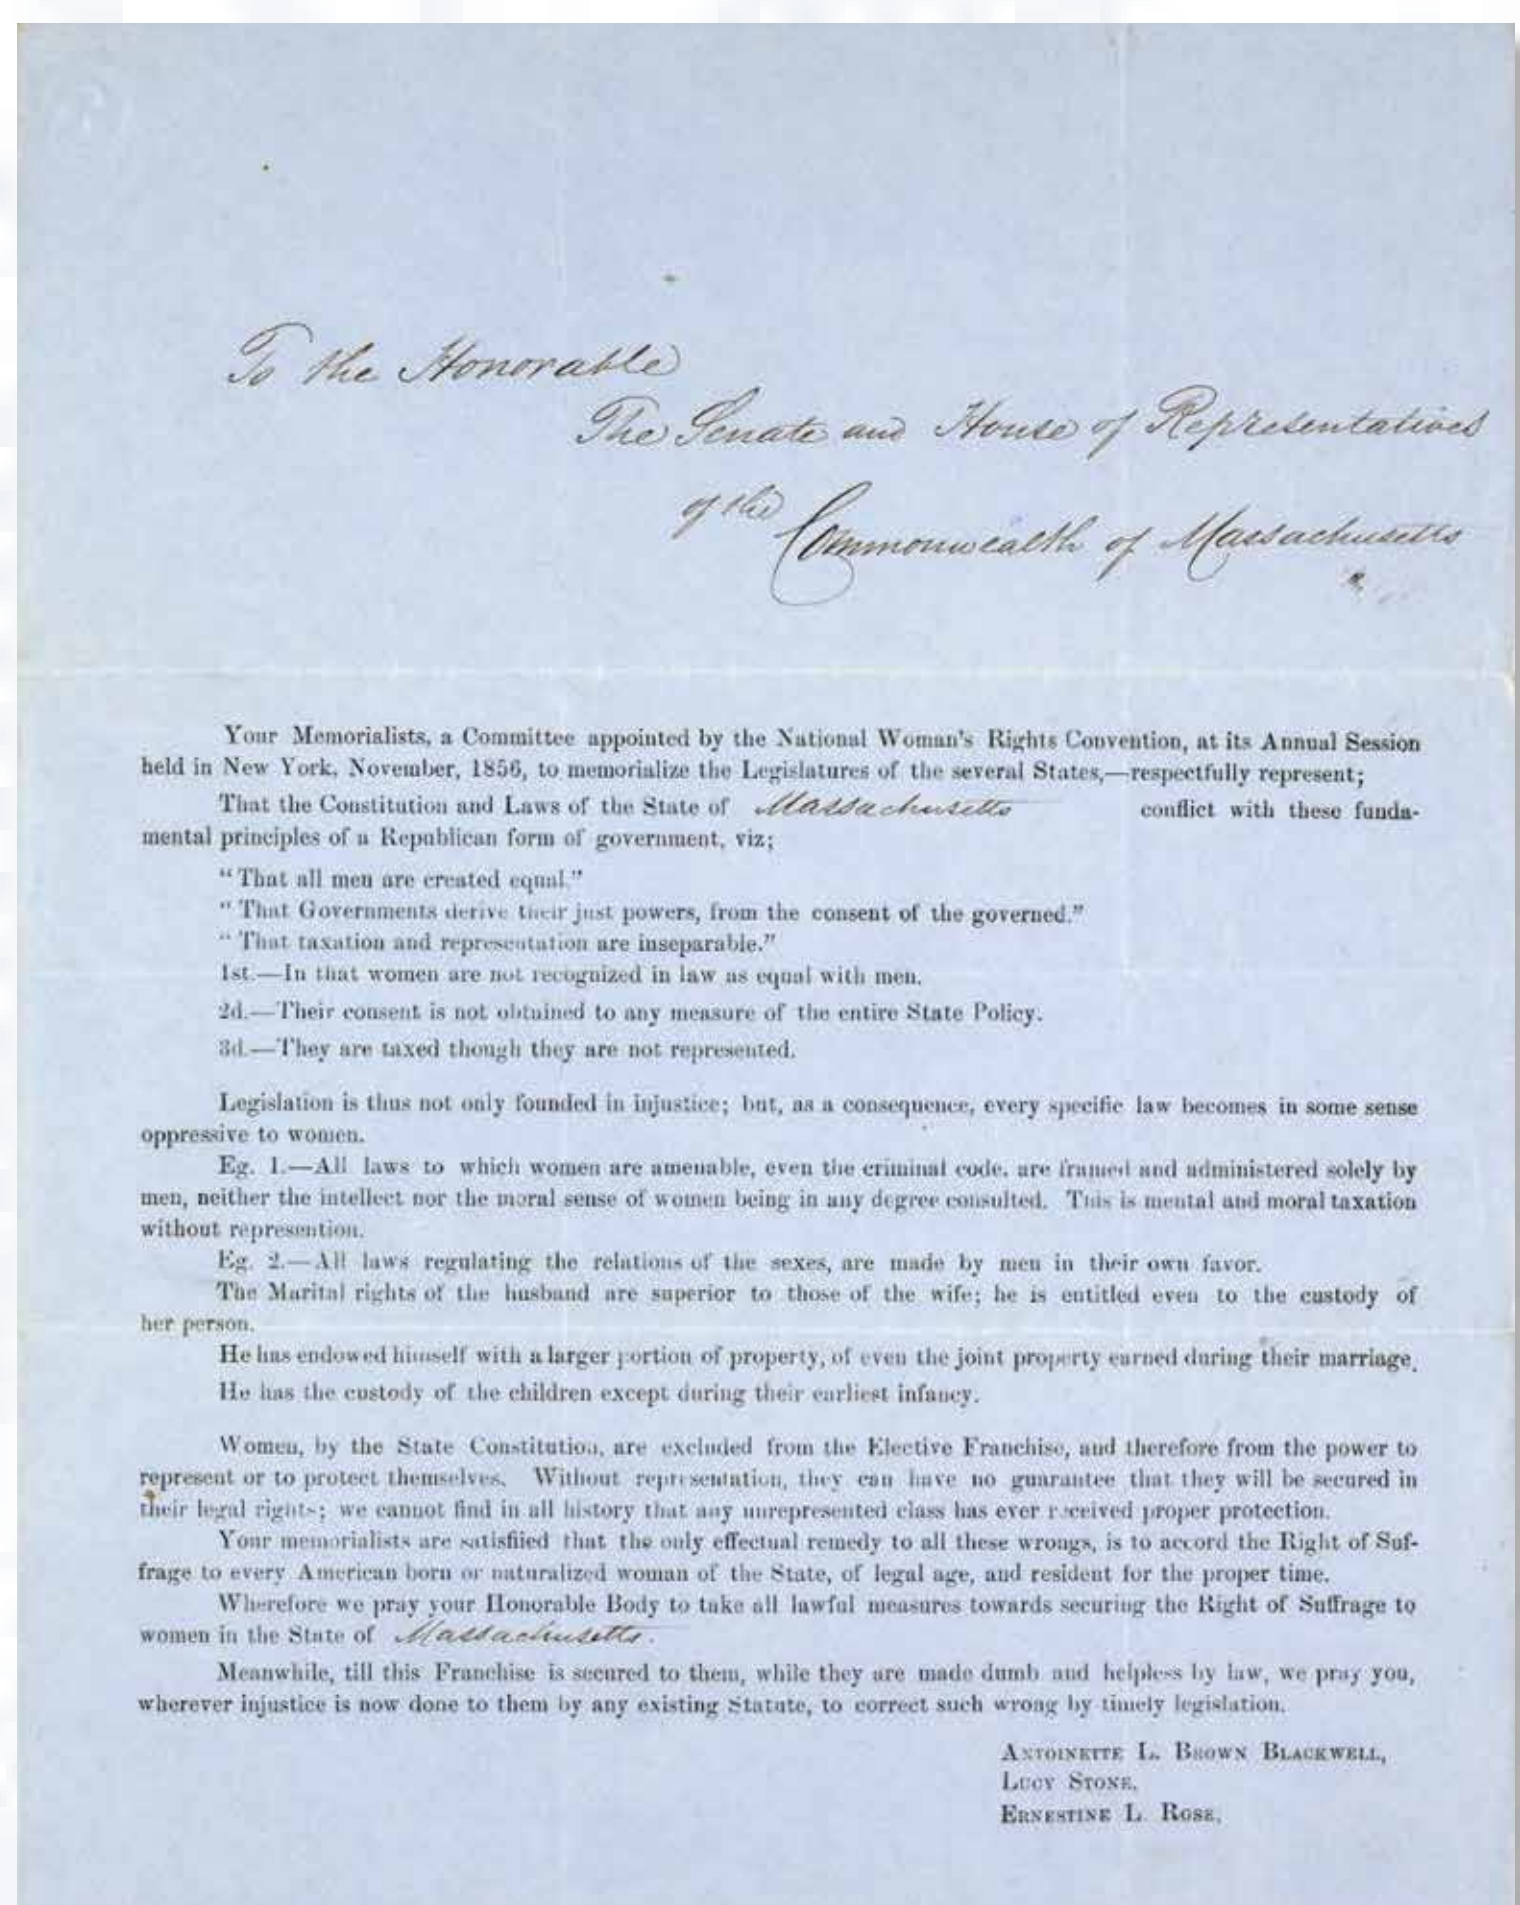 To the Honorable
The Senate and House of Representatives
of the Commonwealth of Massachusetts
Your Memorialists, a Committee appointed by the National Woman's Rights Convention, at its Annual Session
held in New York, November, 1856, to memorialize the Legislatures of the several States,—respectfully represent;
That the Constitution and Laws of the State of Massachusetts conflict with these funda-
mental principles of a Republican form of government, viz;
"That all men are created equal."
"That Governments derive their just powers, from the consent of the governed."
"That taxation and representation are inseparable."
1st.—In that women are not recognized in law as equal with men.
2d.—Their consent is not obtained to any measure of the entire State Policy.
3d.—They are taxed though they are not represented.
Legislation is thus not only founded in injustice; but, as a consequence, every specific law becomes in some sense
oppressive to women.
Eg. 1.—All laws to which women are amenable, even the criminal code, are framed and administered solely by
men, neither the intellect nor the moral sense of women being in any degree consulted. This is mental and moral taxation
without represention.
Eg. 2.—All laws regulating the relations of the sexes, are made by men in their own favor.
The Marital rights of the husband are superior to those of the wife; he is entitled even to the custody of
her person.
He has endowed himself with a larger portion of property, of even the joint property earned during their marriage.
He has the custody of the children except during their earliest infancy.
Women, by the State Constitution, are excluded from the Elective Franchise, and therefore from the power to
represent or to protect themselves. Without representation, they can have no guarantee that they will be secured in
their legal rights; we cannot find in all history that any unrepresented class has ever received proper protection.
Your memorialists are satisfiied that the only effectual remedy to all these wrongs, is to accord the Right of Suf-
frage to every American born or naturalized woman of the State, of legal age, and resident for the proper time.
Wherefore we pray your Honorable Body to take all lawful measures towards securing the Right of Suffrage to
women in the State of Massachusetts.
Meanwhile, till this Franchise is secured to them, while they are made dumb and helpless by law, we pray you,
wherever injustice is now done to them by any existing Statute, to correct such wrong by timely legislation.
Antoinette L. Brown Blackwell,
Lucy Stone,
Ernestine L. Rose,